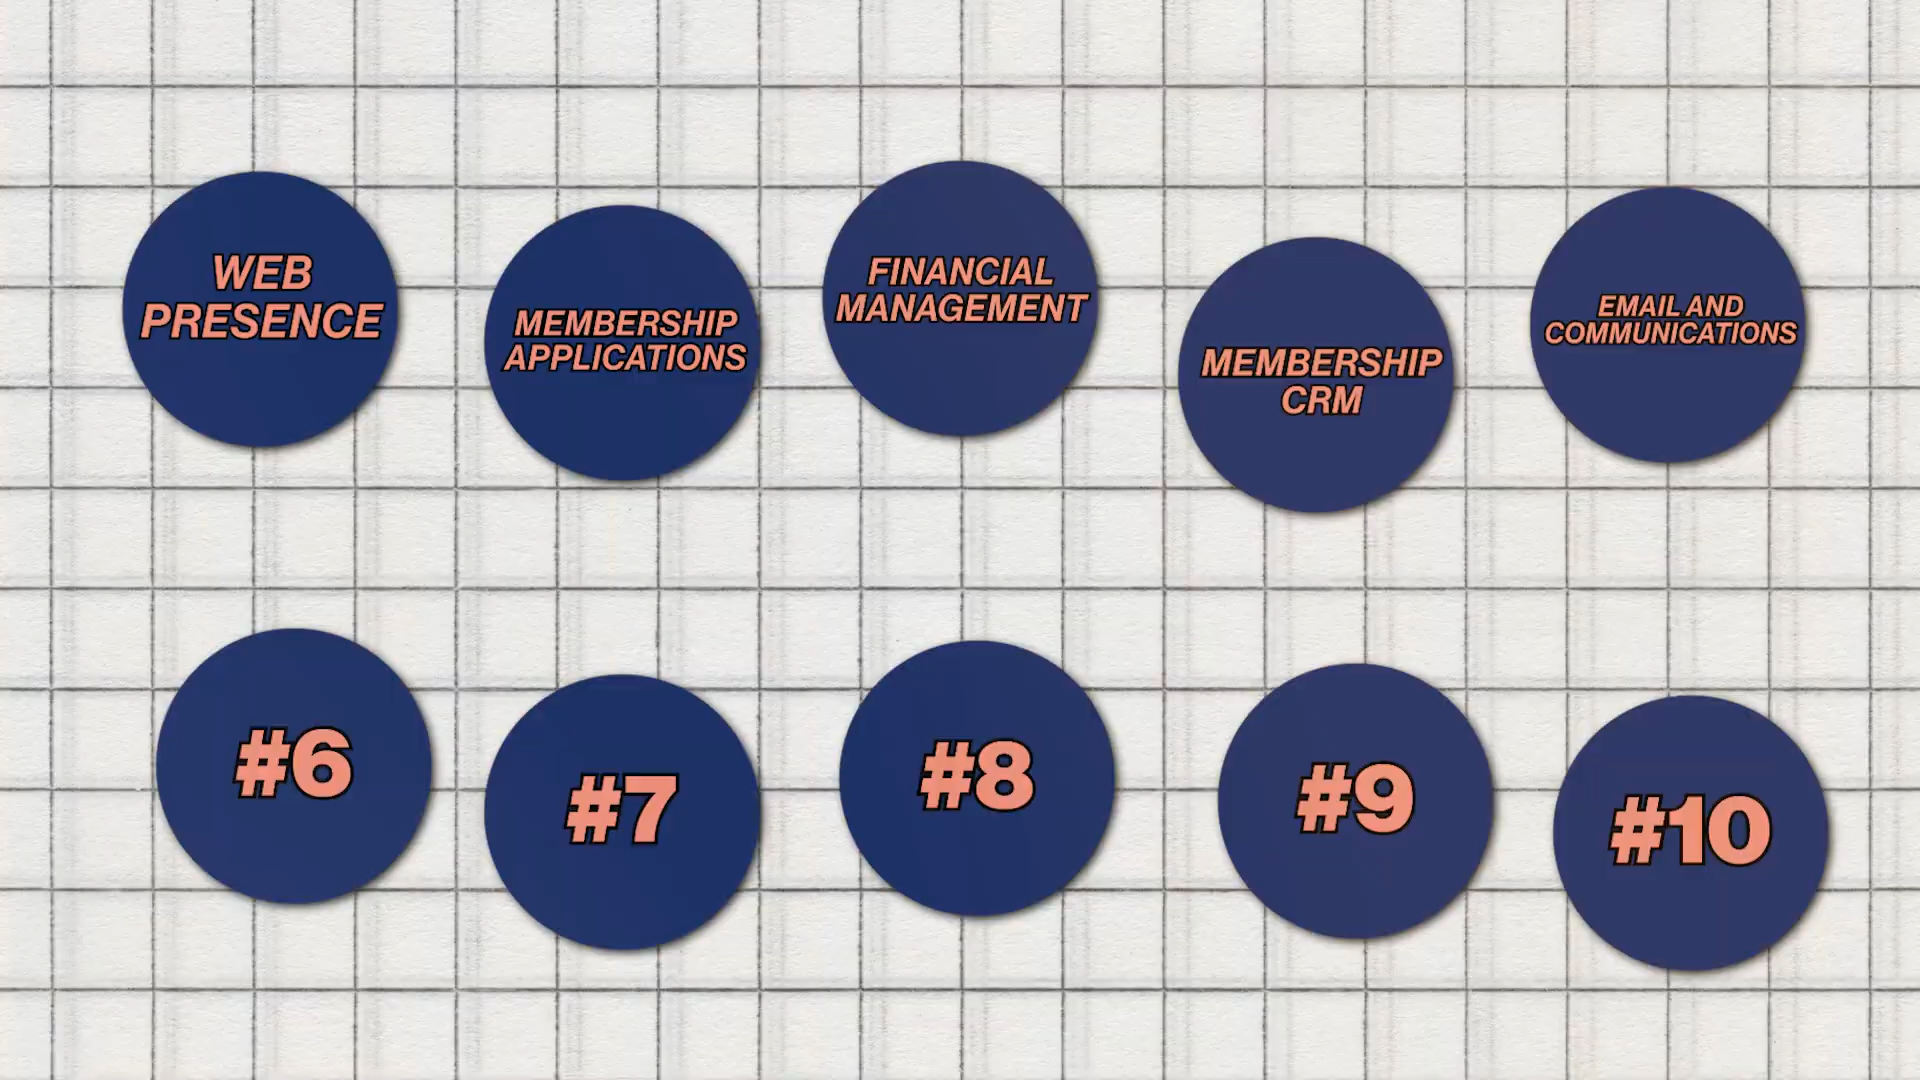 WEB
PRESENCE
MEMBERSHIP
APPLICATIONS
FINANCIAL
MANAGEMENT
MEMBERSHIP
CRM
EMAIL AND
COMMUNICATIONS
#6
#7
#8
#9
#10